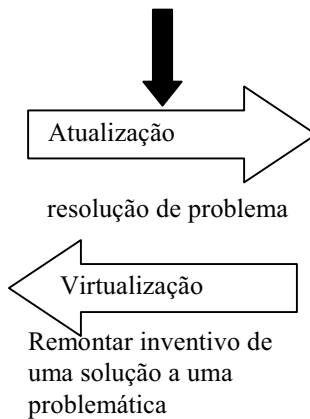 Atualização
resolução de problema
Virtualização
Remontar inventivo de
uma solução a uma
problemática